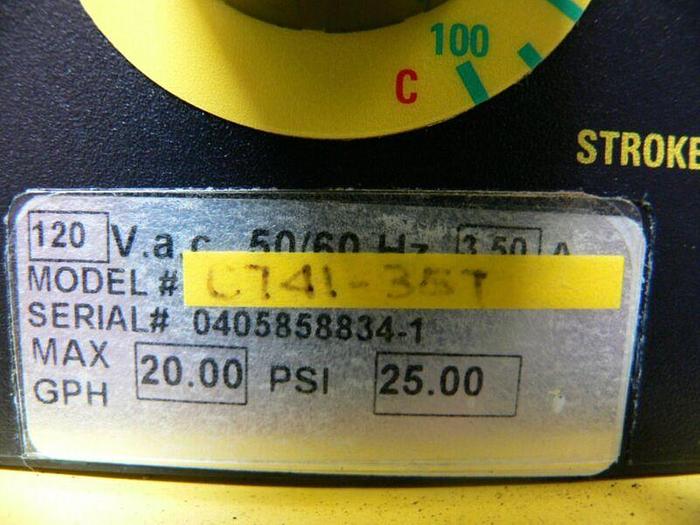 100
C
STROKE
120 V.a.c. 50/60 Hz 3.50 A
MODEL # C741-36T
SERIAL# 0405858834-1
MAX GPH 20.00 PSI 25.00